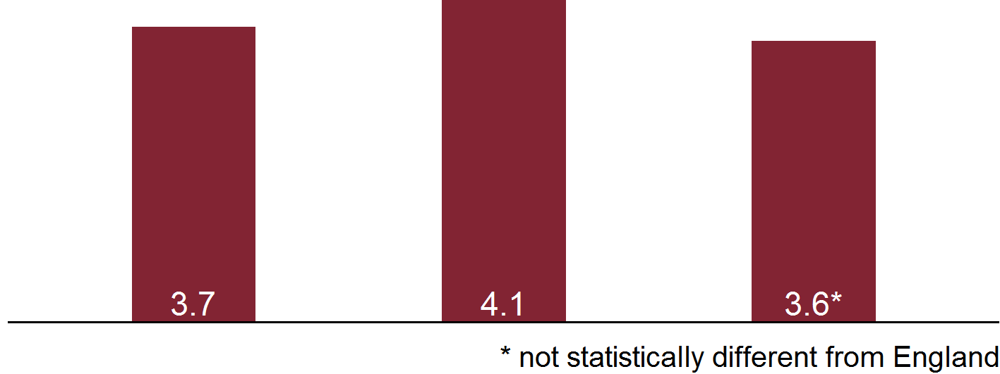 3.7 4.1 3.6*
* not statistically different from England